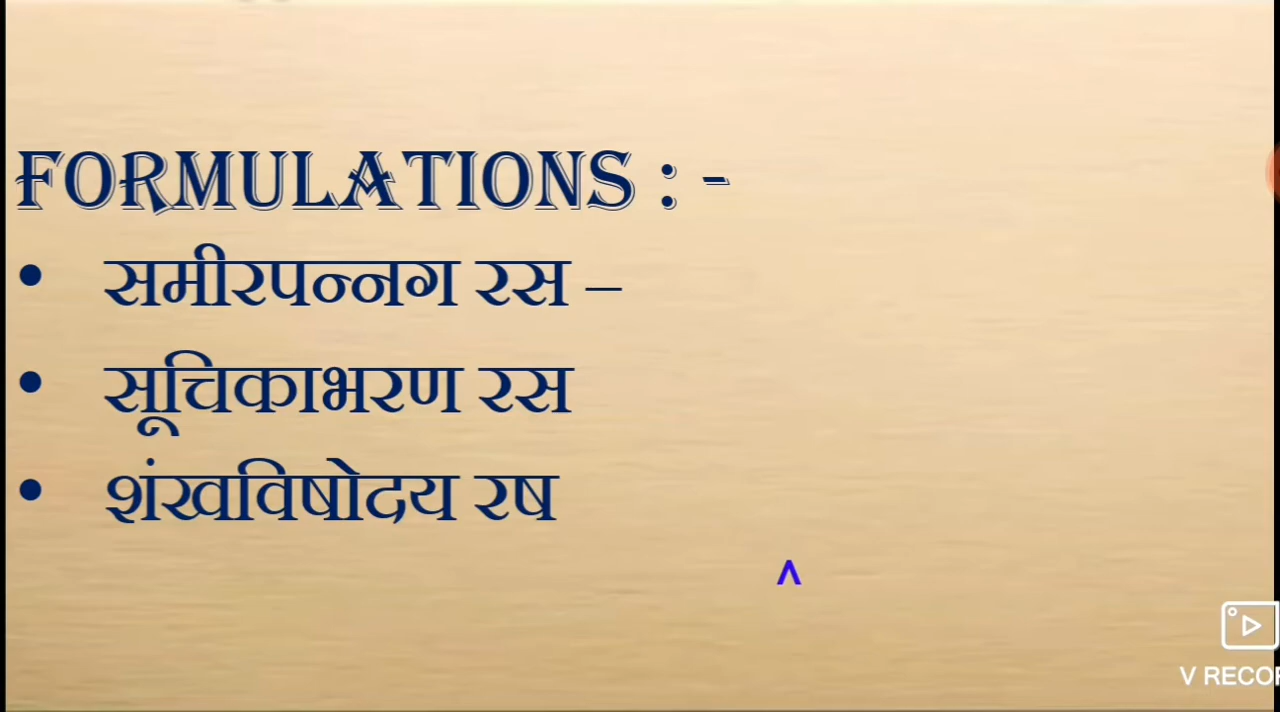 FORMULATIONS : -
• समीरपन्नग रस –
• सूचिकाभरण रस
• शंखविषोदय रष
^
V RECOR